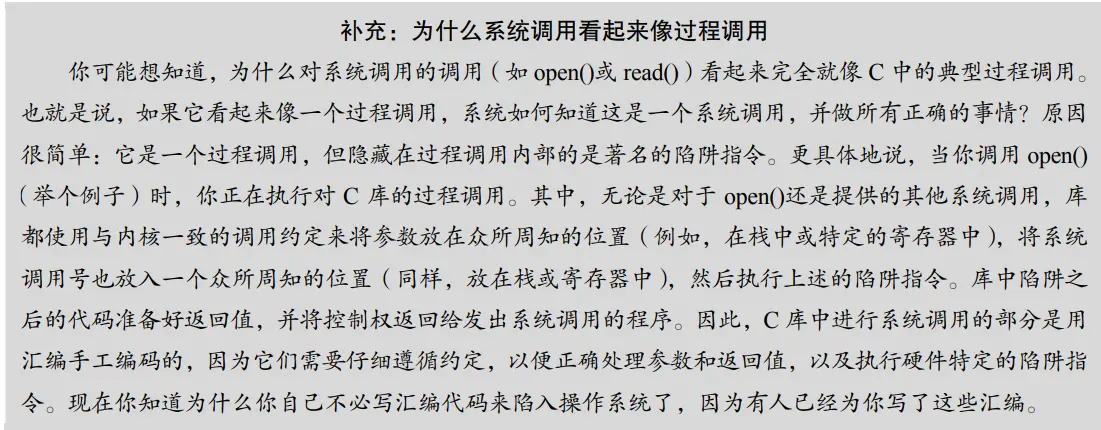 补充：为什么系统调用看起来像过程调用
你可能想知道，为什么对系统调用的调用（如 open()或 read()）看起来完全就像 C 中的典型过程调用。
也就是说，如果它看起来像一个过程调用，系统如何知道这是一个系统调用，并做所有正确的事情？原因
很简单：它是一个过程调用，但隐藏在过程调用内部的是著名的陷阱指令。更具体地说，当你调用 open()
（举个例子）时，你正在执行对 C 库的过程调用。其中，无论是对于 open()还是提供的其他系统调用，库
都使用与内核一致的调用约定来将参数放在众所周知的位置（例如，在栈中或特定的寄存器中），将系统
调用号也放入一个众所周知的位置（同样，放在栈或寄存器中），然后执行上述的陷阱指令。库中陷阱之
后的代码准备好返回值，并将控制权返回给发出系统调用的程序。因此，C 库中进行系统调用的部分是用
汇编手工编码的，因为它们需要仔细遵循约定，以便正确处理参数和返回值，以及执行硬件特定的陷阱指
令。现在你知道为什么你自己不必写汇编代码来陷入操作系统了，因为有人已经为你写了这些汇编。